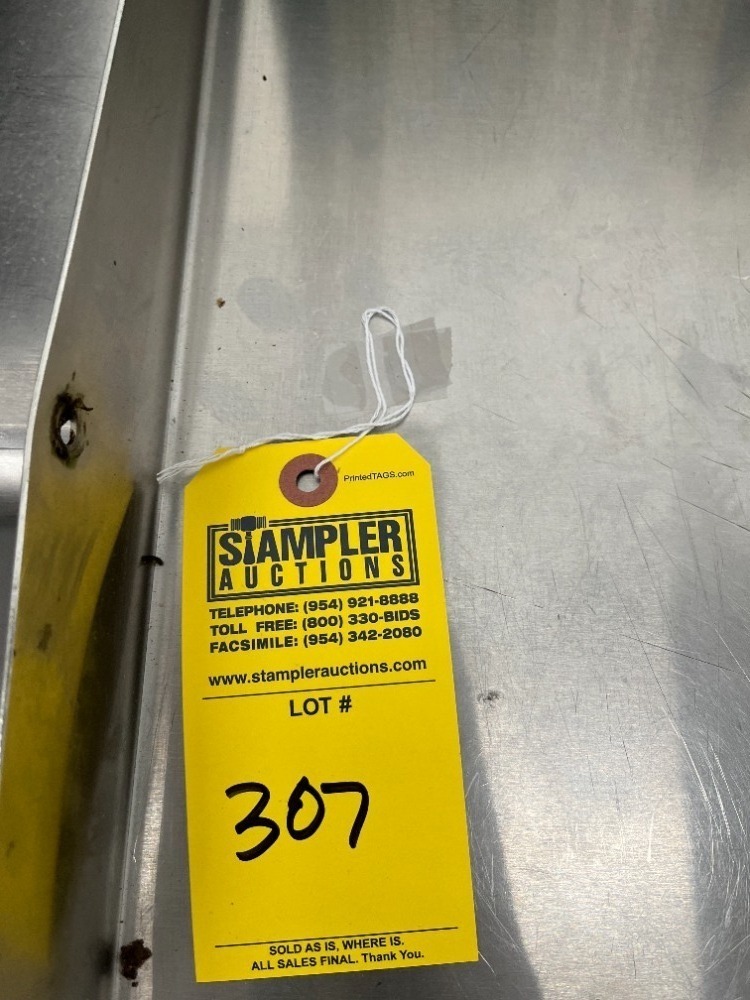 PrintedTAGS.com
STAMPLER
AUCTIONS
TELEPHONE: (954) 921-8888
TOLL FREE: (800) 330-BIDS
FACSIMILE: (954) 342-2080
www.stamplerauctions.com
LOT #
307
SOLD AS IS, WHERE IS.
ALL SALES FINAL. Thank You.